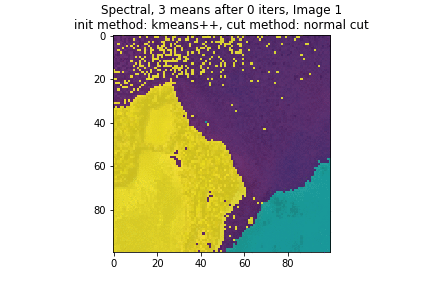 Spectral, 3 means after 0 iters, Image 1
init method: kmeans++, cut method: normal cut
0
20
40
60
80
0 20 40 60 80